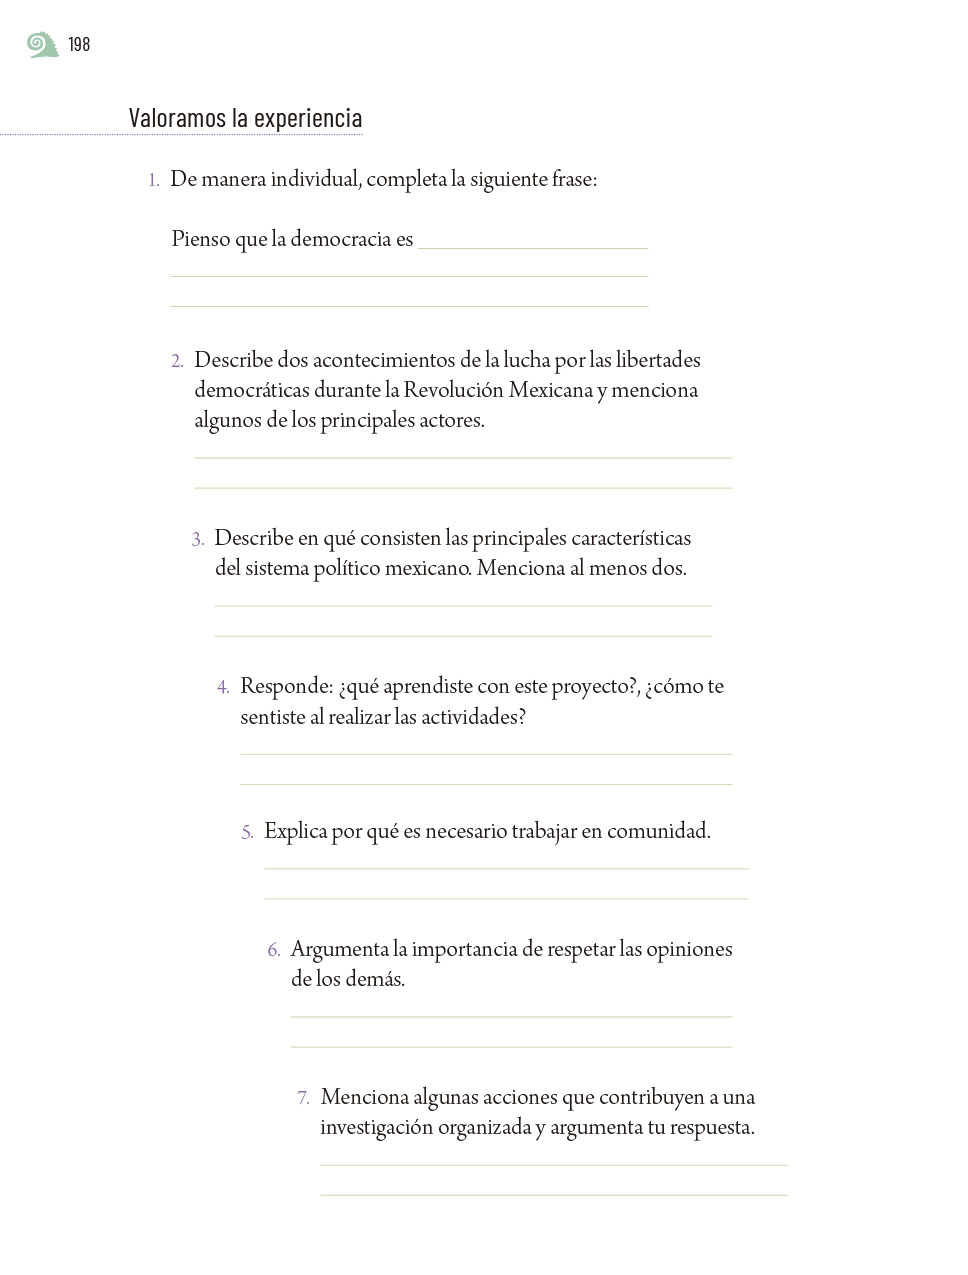 198
Valoramos la experiencia
1. De manera individual, completa la siguiente frase:
Pienso que la democracia es
2. Describe dos acontecimientos de la lucha por las libertades
democráticas durante la Revolución Mexicana y menciona
algunos de los principales actores.
3. Describe en qué consisten las principales características
del sistema político mexicano. Menciona al menos dos.
4. Responde: ¿qué aprendiste con este proyecto?, ¿cómo te
sentiste al realizar las actividades?
5. Explica por qué es necesario trabajar en comunidad.
6. Argumenta la importancia de respetar las opiniones
de los demás.
7. Menciona algunas acciones que contribuyen a una
investigación organizada y argumenta tu respuesta.